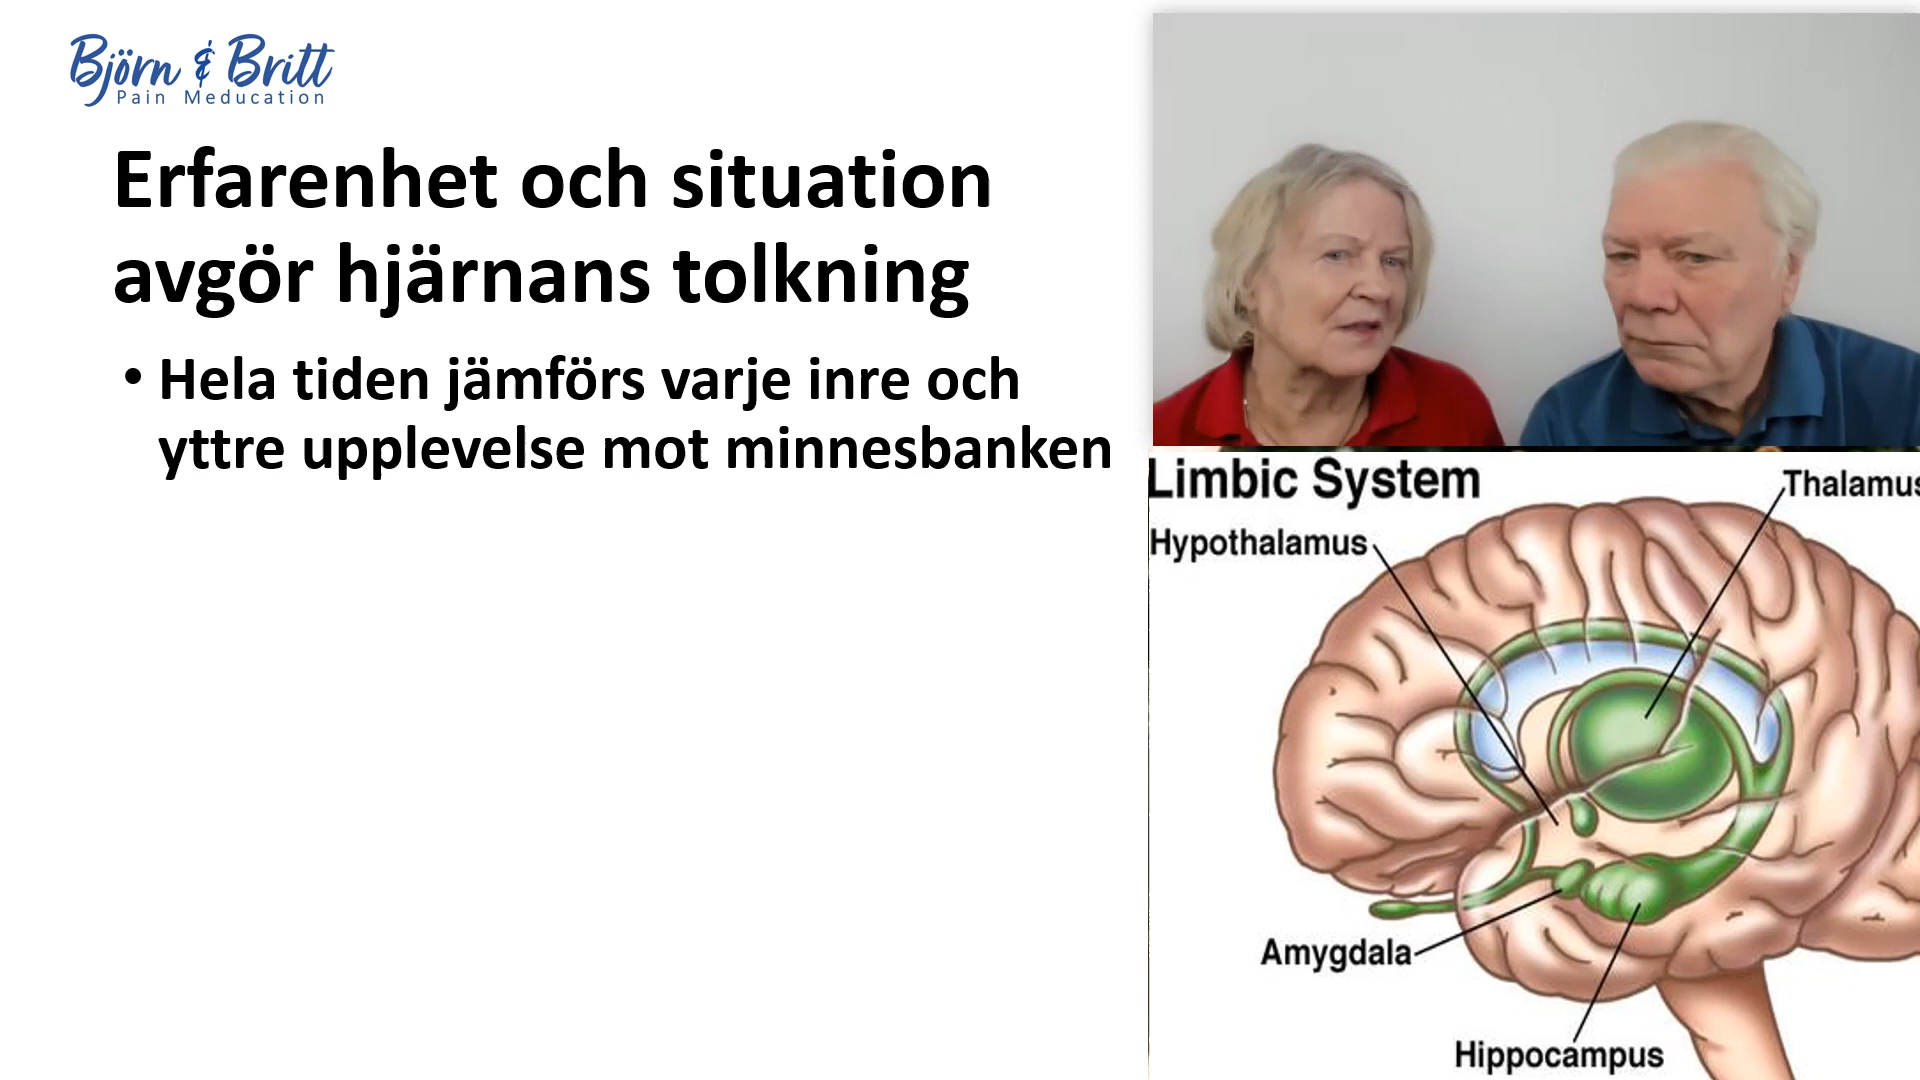 Björn & Britt
Pain Meducation
Erfarenhet och situation
avgör hjärnans tolkning
• Hela tiden jämförs varje inre och
yttre upplevelse mot minnesbanken
Limbic System
Thalamus
Hypothalamus
Amygdala
Hippocampus